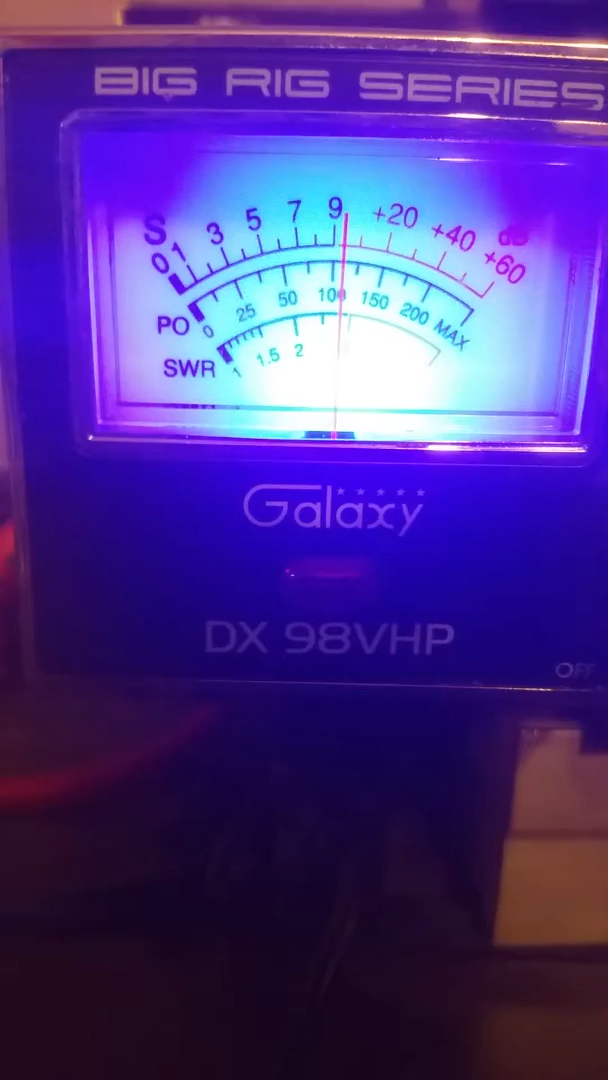 BIG RIG SERIES
S 0 1 3 5 7 9 +20 +40 +60 dB
PO 0 25 50 100 150 200 MAX
SWR 1 1.5 2
Galaxy
DX 98VHP
OFF